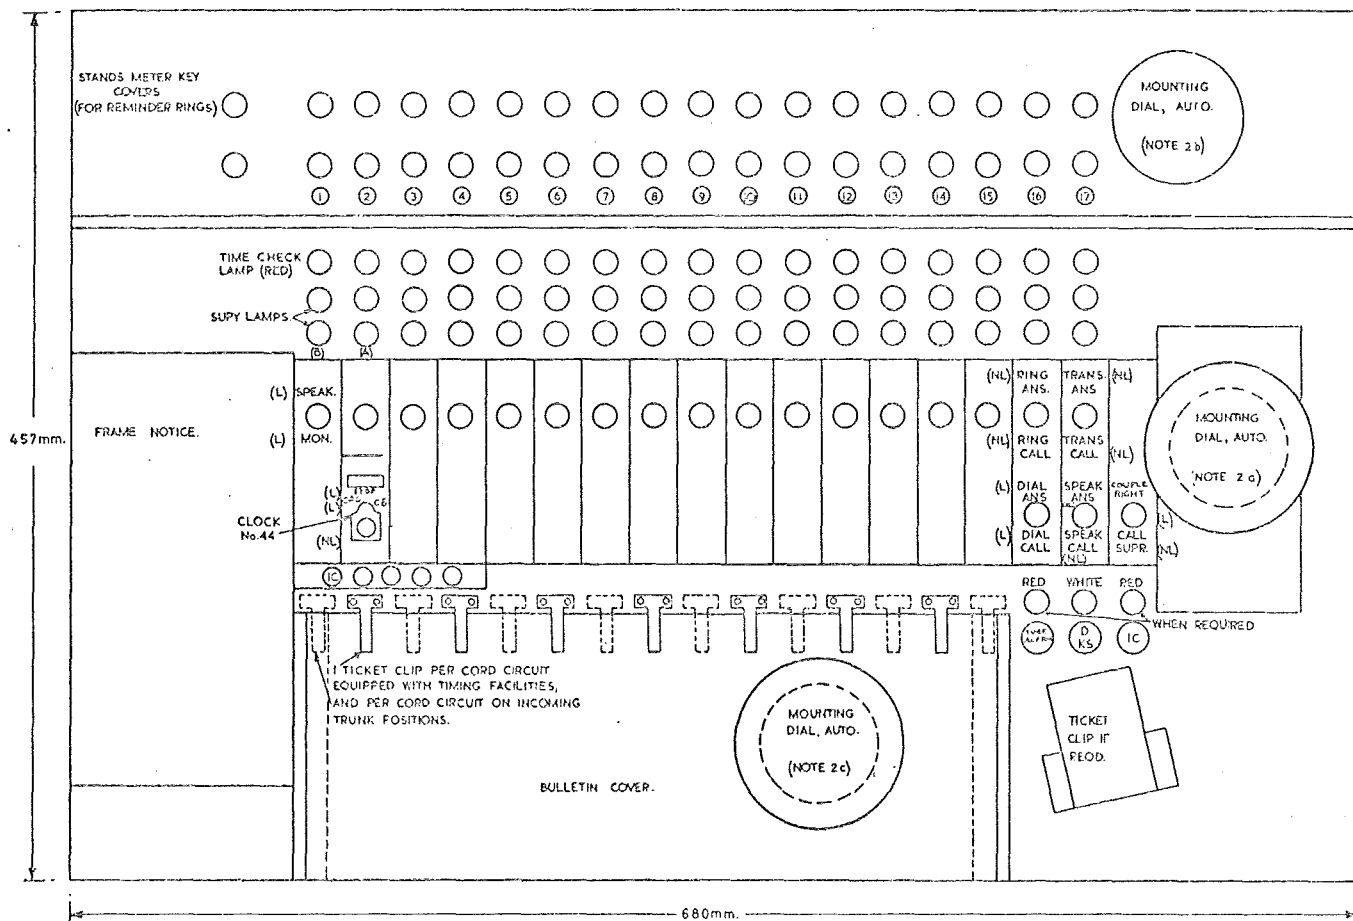 STANDS METER KEY
COVERS
(FOR REMINDER RINGS)
MOUNTING
DIAL, AUTO.
(NOTE 2b)
1 2 3 4 5 6 7 8 9 10 11 12 13 14 15 16 17
TIME CHECK
LAMP (RED)
SUPY LAMPS.
(B) (A)
457mm.
FRAME NOTICE.
(L) SPEAK.
(L) MON.
(NL) RING
ANS.
TRANS.
ANS
(NL)
(NL) RING
CALL
TRANS
CALL
(NL)
MOUNTING
DIAL, AUTO.
(NOTE 2a)
(L)
(L)
(NL)
CLOCK
No.44
(L) DIAL
ANS
SPEAK
ANS
COUPLE
RIGHT
(L)
(L) DIAL
CALL
SPEAK
CALL
(NL)
CALL
SUPR.
(NL)
IC
RED WHITE RED
WHEN REQUIRED
D
KS
IC
1 TICKET CLIP PER CORD CIRCUIT
EQUIPPED WITH TIMING FACILITIES,
AND PER CORD CIRCUIT ON INCOMING
TRUNK POSITIONS.
MOUNTING
DIAL, AUTO.
(NOTE 2c)
TICKET
CLIP IF
REQD.
BULLETIN COVER.
680mm.